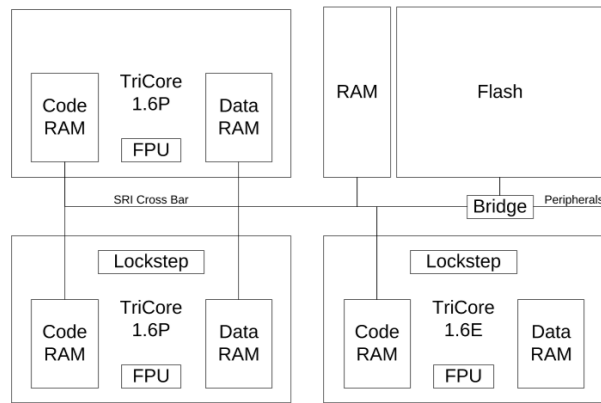 Code
RAM
TriCore
1.6P
FPU
Data
RAM
RAM
Flash
SRI Cross Bar
Bridge
Peripherals
Lockstep
Code
RAM
TriCore
1.6P
FPU
Data
RAM
Lockstep
Code
RAM
TriCore
1.6E
FPU
Data
RAM